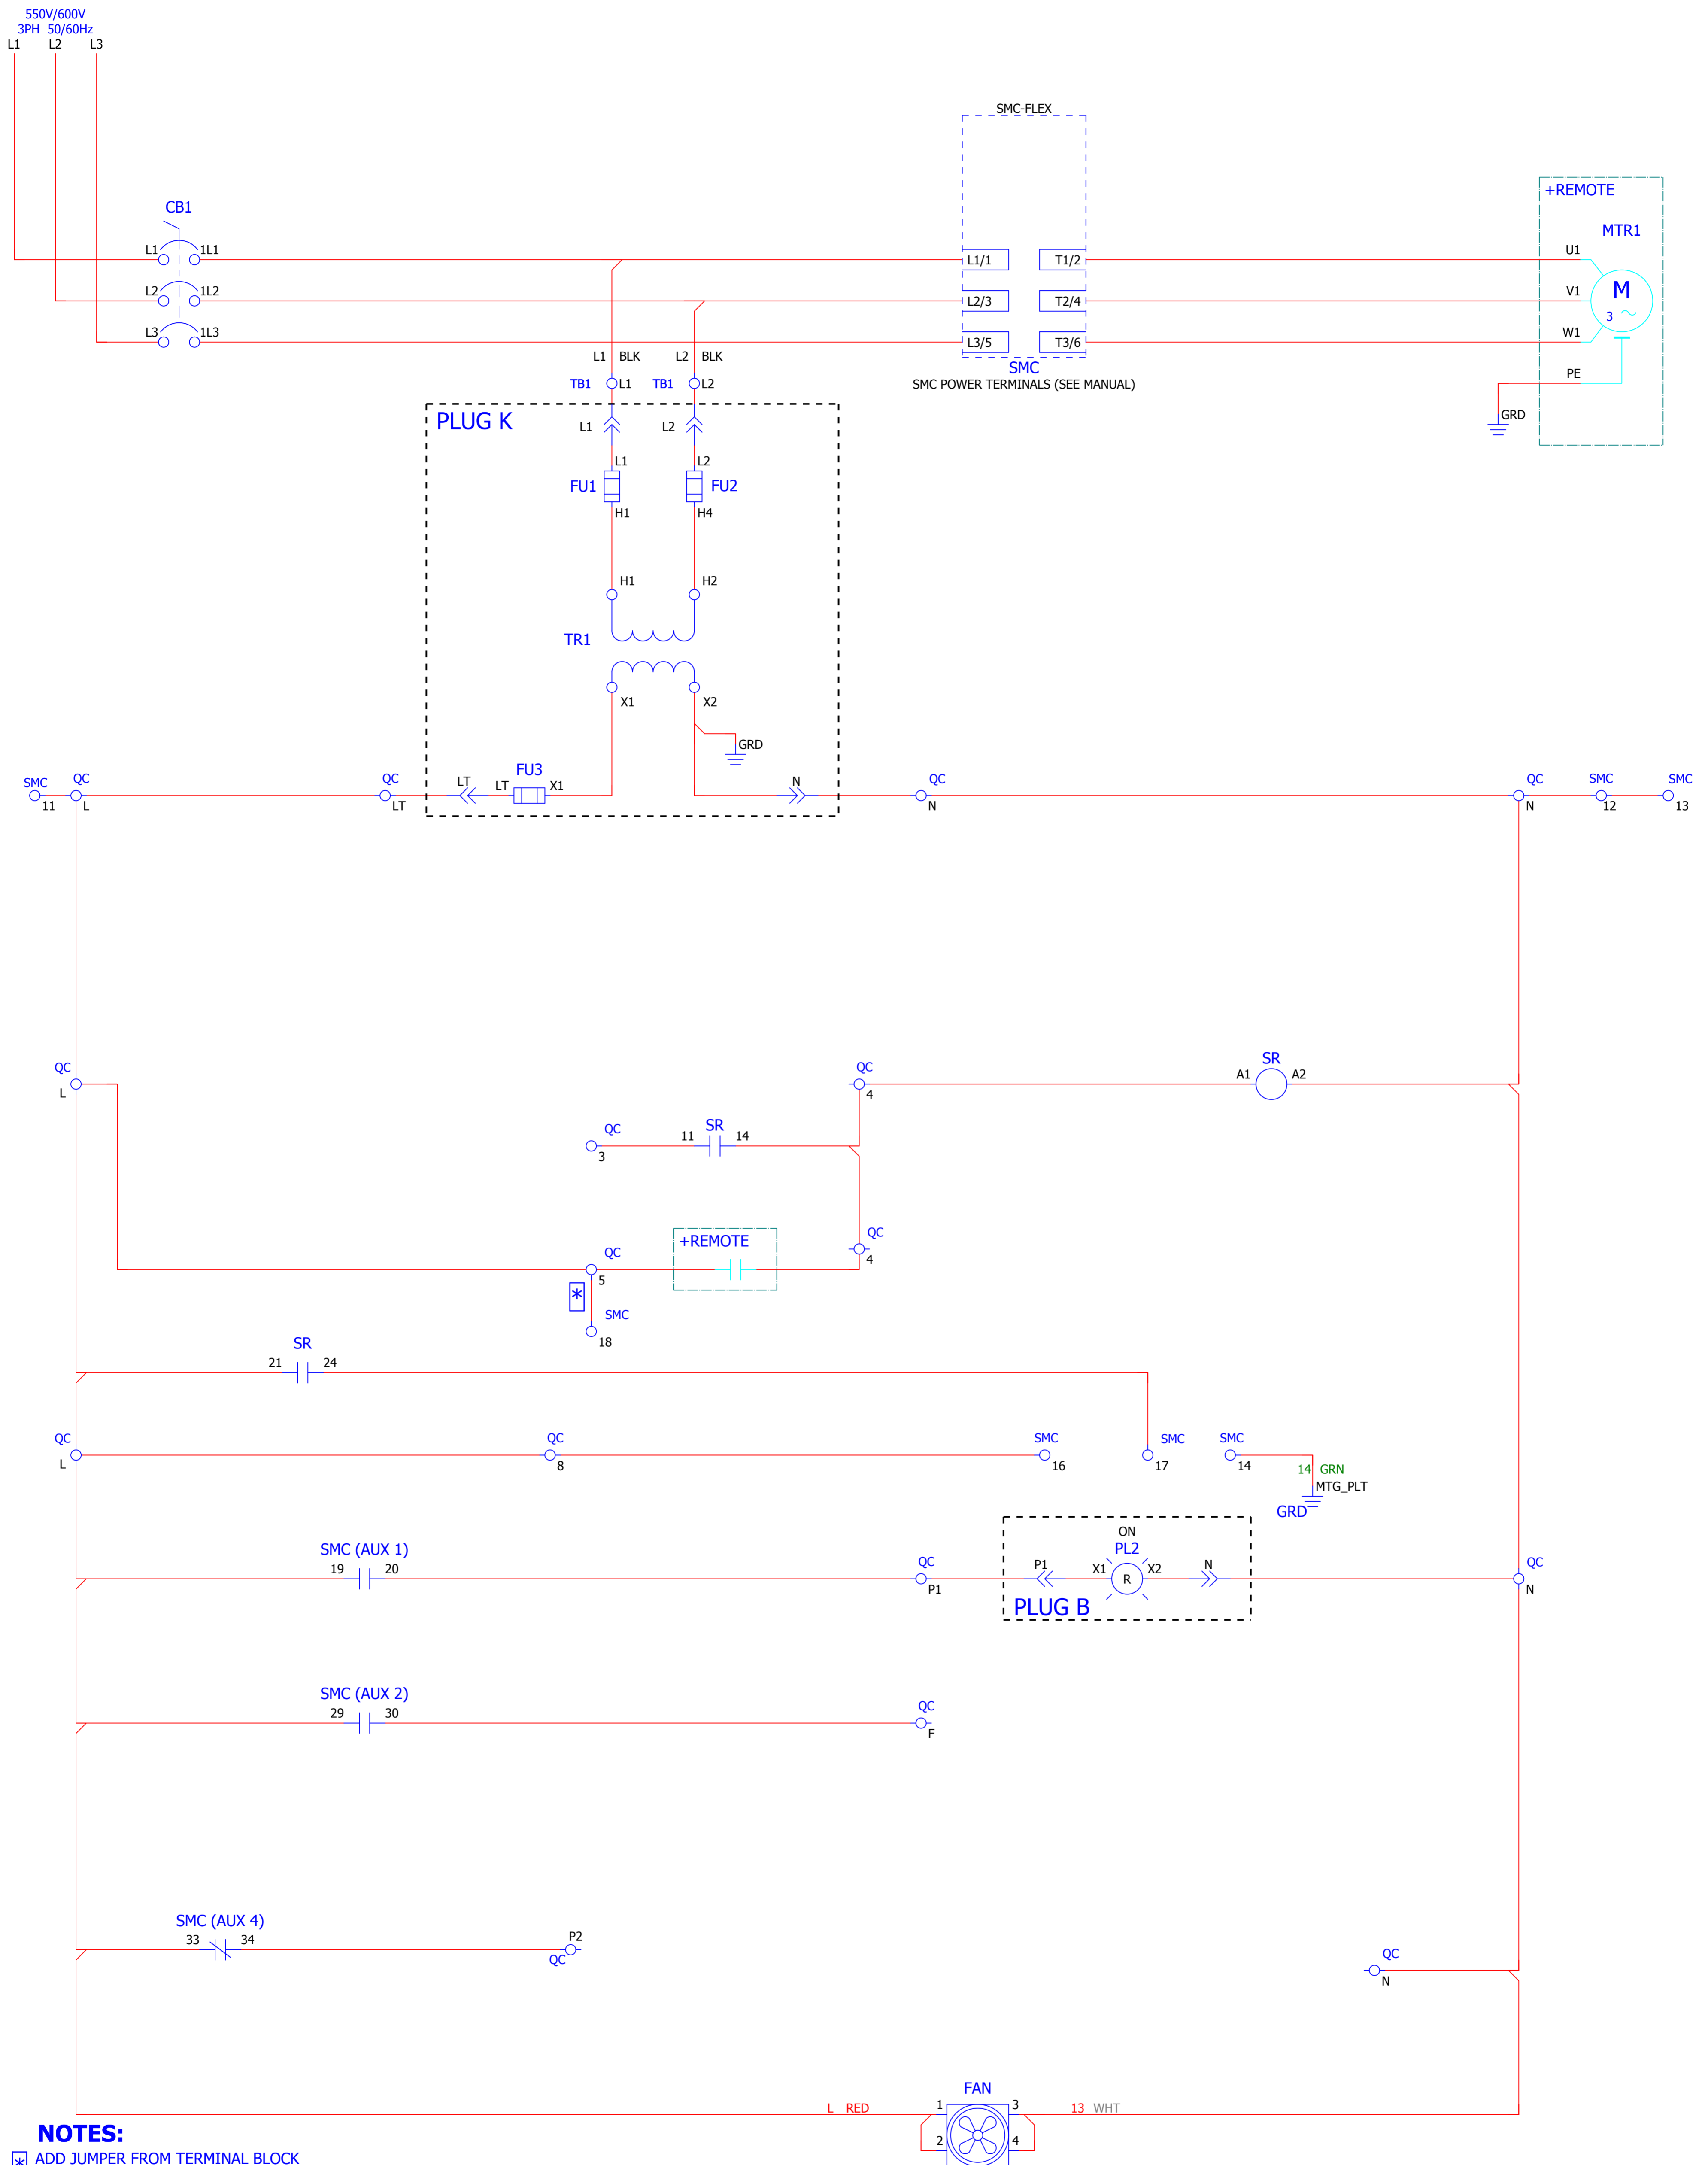 550V/600V
3PH 50/60Hz
L1 L2 L3
SMC-FLEX
+REMOTE
CB1
MTR1
L1 1L1
L1/1 T1/2
U1
L2 1L2
L2/3 T2/4
V1
M
3
L3 1L3
L3/5 T3/6
W1
L1 BLK L2 BLK
SMC
PE
TB1 L1 TB1 L2
SMC POWER TERMINALS (SEE MANUAL)
GRD
PLUG K
L1 L2
L1 L2
FU1 FU2
H1 H4
H1 H2
TR1
X1 X2
GRD
SMC QC QC LT FU3 N QC QC SMC SMC
LT X1
11 L LT N N 12 13
QC QC SR
L 4 A1 A2
QC SR
3 11 14
QC +REMOTE QC
5 4
*
SMC
18
SR
21 24
QC QC SMC SMC SMC
L 8 16 17 14
14 GRN
MTG_PLT
GRD
ON
SMC (AUX 1) PL2
19 20 QC P1 X1 X2 N QC
P1 R N
PLUG B
SMC (AUX 2)
29 30 QC
F
SMC (AUX 4)
33 34 P2
QC
QC
N
FAN
L RED 1 3 13 WHT
2 4
NOTES:
* ADD JUMPER FROM TERMINAL BLOCK